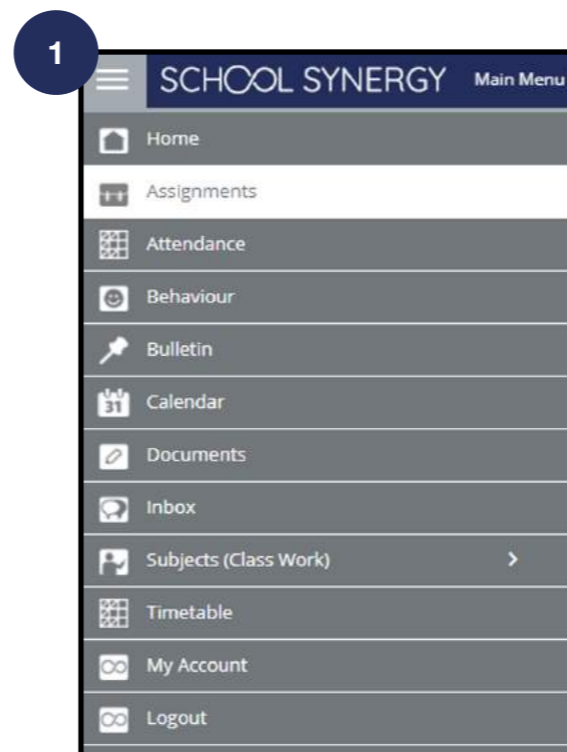 1
SCHOOL SYNERGY Main Menu
Home
Assignments
Attendance
Behaviour
Bulletin
31 Calendar
Documents
Inbox
Subjects (Class Work) >
Timetable
My Account
Logout